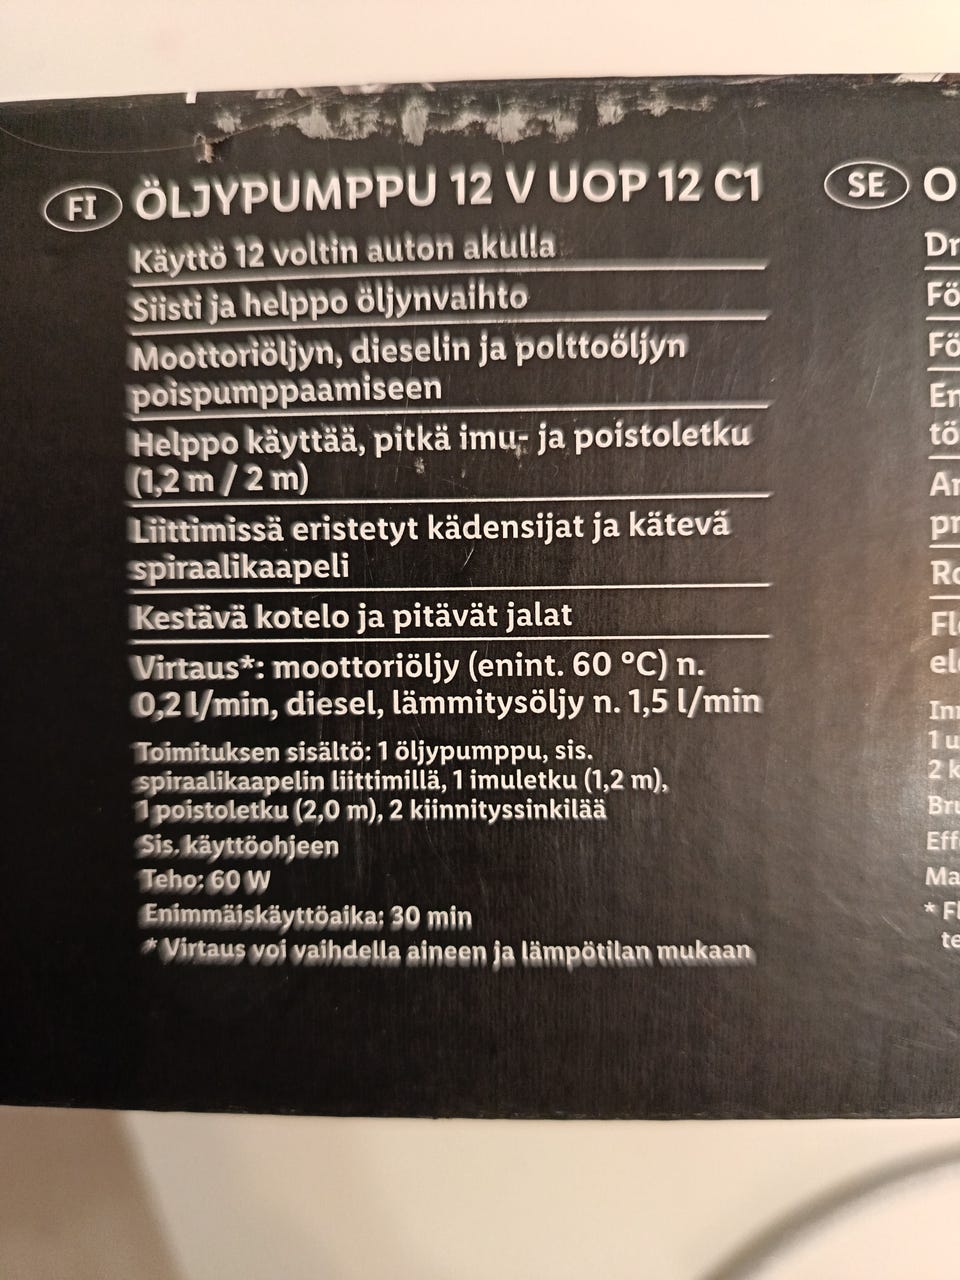 FI ÖLJYPUMPPU 12 V UOP 12 C1
Käyttö 12 voltin auton akulla
Siisti ja helppo öljynvaihto
Moottoriöljyn, dieselin ja polttoöljyn
poispumppaamiseen
Helppo käyttää, pitkä imu- ja poistoletku
(1,2 m / 2 m)
Liittimissä eristetyt kädensijat ja kätevä
spiraalikaapeli
Kestävä kotelo ja pitävät jalat
Virtaus*: moottoriöljy (enint. 60 °C) n.
0,2 l/min, diesel, lämmitysöljy n. 1,5 l/min
Toimituksen sisältö: 1 öljypumppu, sis.
spiraalikaapelin liittimillä, 1 imuletku (1,2 m),
1 poistoletku (2,0 m), 2 kiinnityssinkilää
Sis. käyttöohjeen
Teho: 60 W
Enimmäiskäyttöaika: 30 min
* Virtaus voi vaihdella aineen ja lämpötilan mukaan
SE